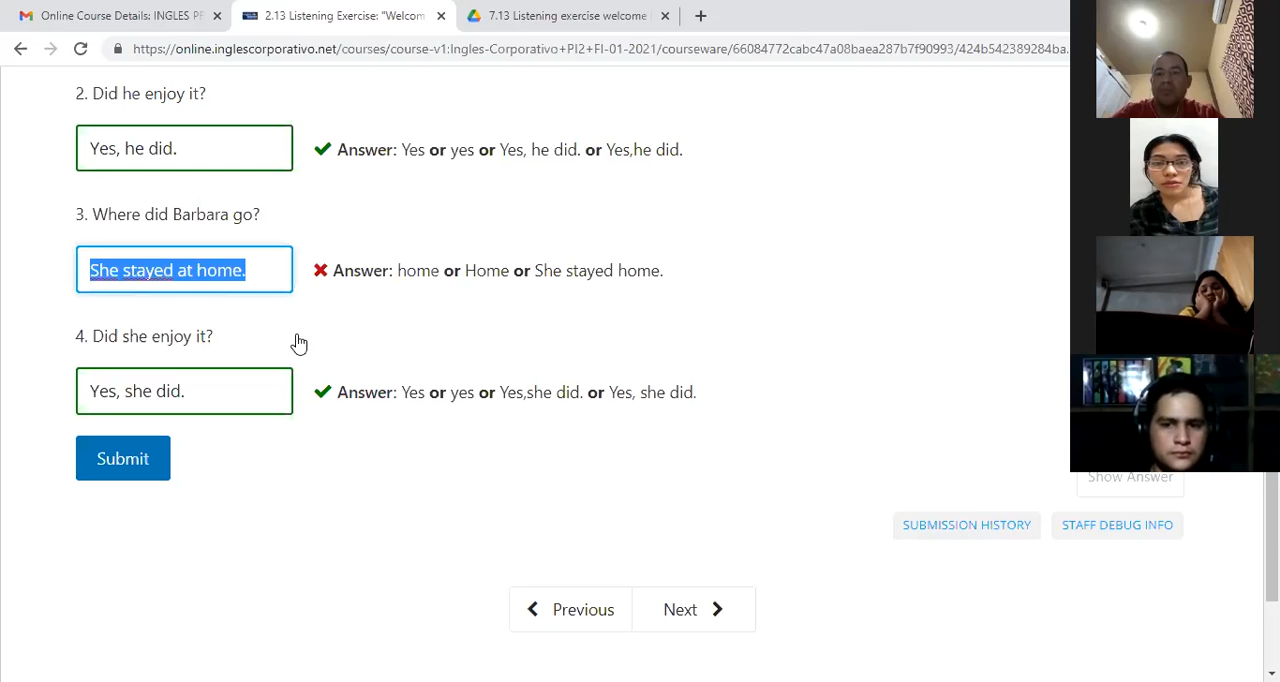 Online Course Details: INGLES PF
2.13 Listening Exercise: "Welcom
7.13 Listening exercise welcome
https://online.inglescorporativo.net/courses/course-v1:Ingles-Corporativo+PI2+FI-01-2021/courseware/66084772cabc47a08baea287b7f90993/424b542389284ba.
2. Did he enjoy it?
Yes, he did.
Answer: Yes or yes or Yes, he did. or Yes,he did.
3. Where did Barbara go?
She stayed at home.
Answer: home or Home or She stayed home.
4. Did she enjoy it?
Yes, she did.
Answer: Yes or yes or Yes,she did. or Yes, she did.
Submit
Show Answer
SUBMISSION HISTORY
STAFF DEBUG INFO
Previous
Next